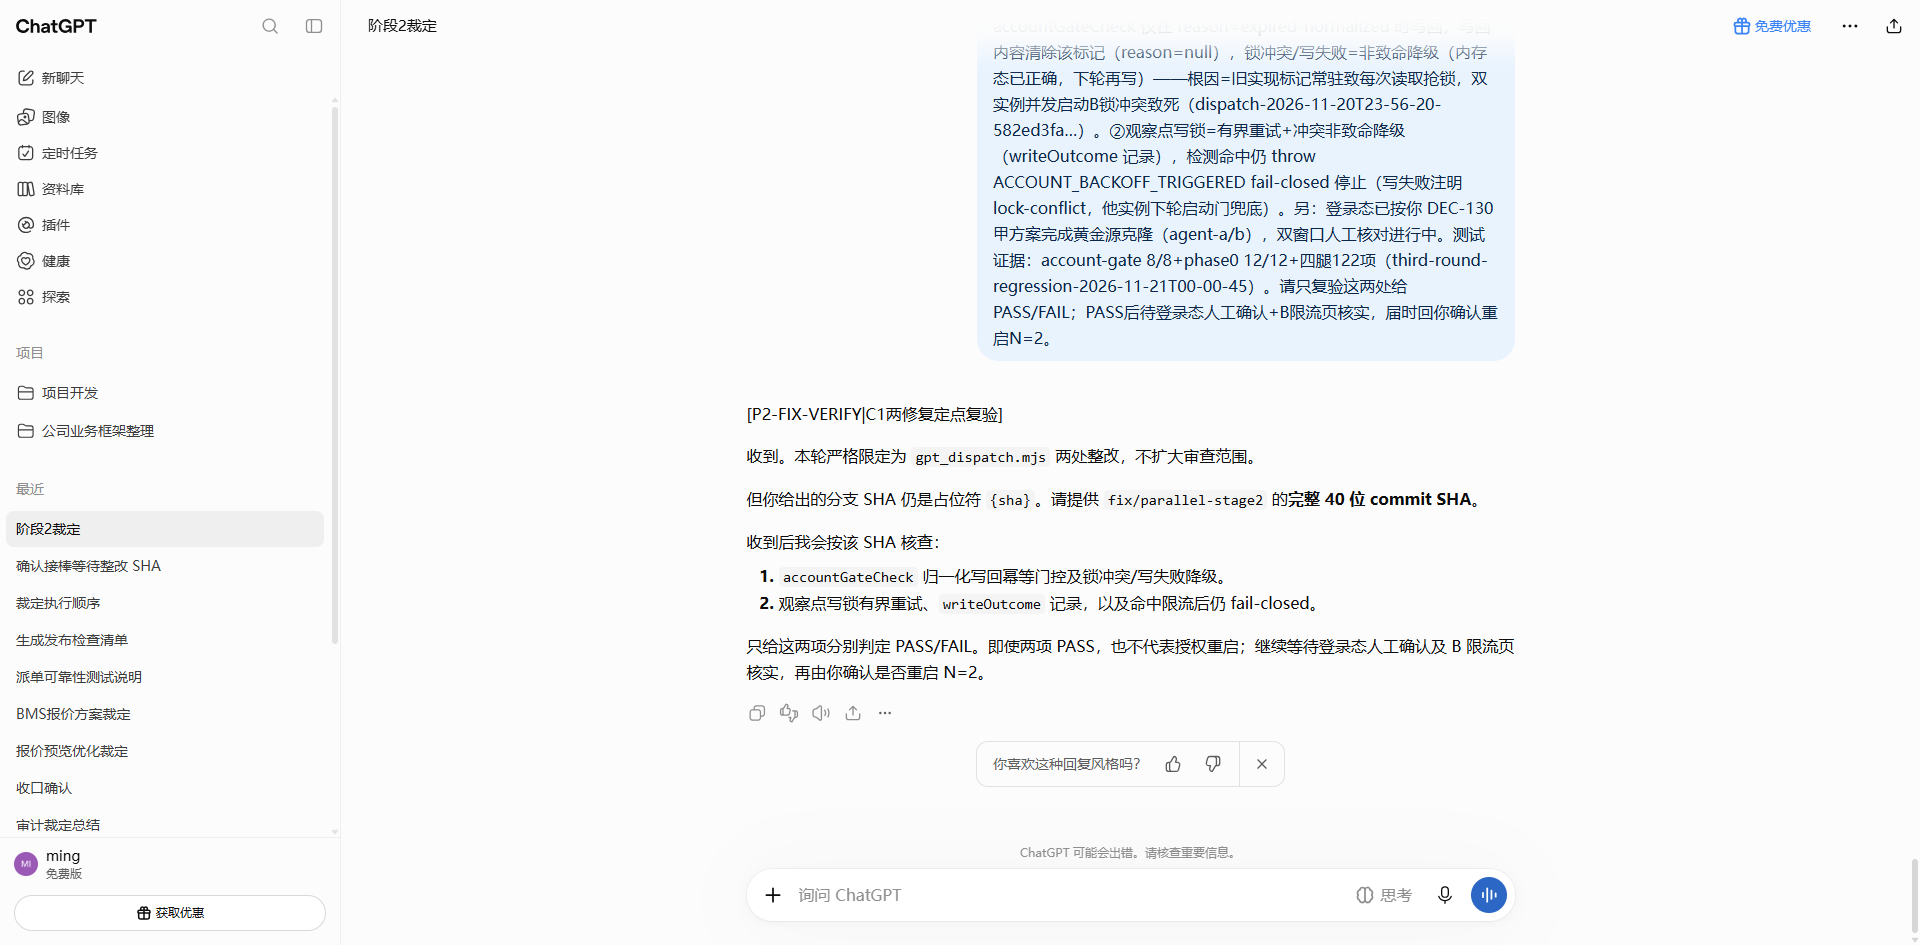 ChatGPT
新聊天
图像
定时任务
资料库
插件
健康
探索
项目
项目开发
公司业务框架整理
最近
阶段2裁定
确认接棒等待整改 SHA
裁定执行顺序
生成发布检查清单
派单可靠性测试说明
BMS报价方案裁定
报价预览优化裁定
收口确认
审计裁定总结
MI
ming
免费版
获取优惠
阶段2裁定
免费优惠
内容清除该标记（reason=null），锁冲突/写失败=非致命降级（内存
态已正确，下轮再写）——根因=旧实现标记常驻致每次读取抢锁，双
实例并发启动B锁冲突致死（dispatch-2026-11-20T23-56-20-
582ed3fa...）。②观察点写锁=有界重试+冲突非致命降级
（writeOutcome 记录），检测命中仍 throw
ACCOUNT_BACKOFF_TRIGGERED fail-closed 停止（写失败注明
lock-conflict，他实例下轮启动门兜底）。另：登录态已按你 DEC-130
甲方案完成黄金源克隆（agent-a/b），双窗口人工核对进行中。测试
证据：account-gate 8/8+phase0 12/12+四腿122项（third-round-
regression-2026-11-21T00-00-45）。请只复验这两处给
PASS/FAIL；PASS后待登录态人工确认+B限流页核实，届时回你确认重
启N=2。
[P2-FIX-VERIFY|C1两修复定点复验]
收到。本轮严格限定为 gpt_dispatch.mjs 两处整改，不扩大审查范围。
但你给出的分支 SHA 仍是占位符 {sha}。请提供 fix/parallel-stage2 的完整 40 位 commit SHA。
收到后我会按该 SHA 核查：
1. accountGateCheck 归一化写回幂等门控及锁冲突/写失败降级。
2. 观察点写锁有界重试、writeOutcome 记录，以及命中限流后仍 fail-closed。
只给这两项分别判定 PASS/FAIL。即使两项 PASS，也不代表授权重启；继续等待登录态人工确认及 B 限流页
核实，再由你确认是否重启 N=2。
你喜欢这种回复风格吗？
ChatGPT 可能会出错。请核查重要信息。
询问 ChatGPT
思考